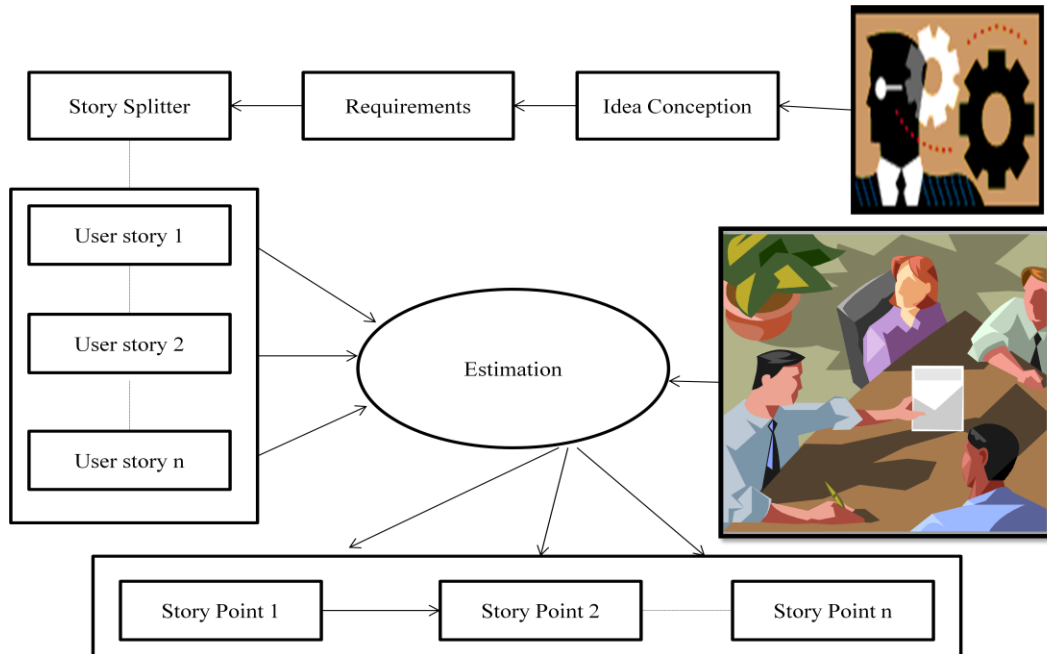 Story Splitter
Requirements
Idea Conception
User story 1
User story 2
User story n
Estimation
Story Point 1
Story Point 2
Story Point n